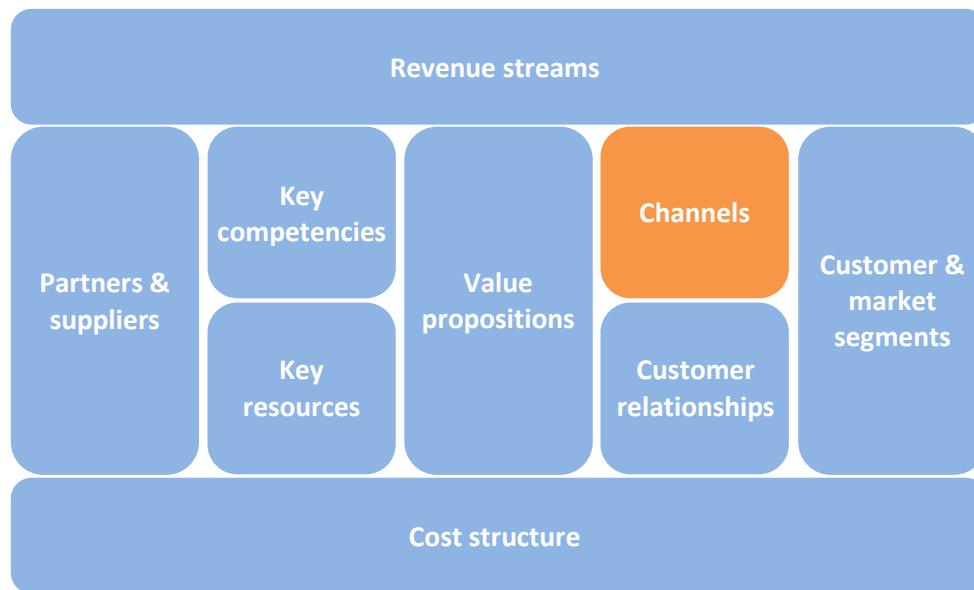 Revenue streams
Partners &
suppliers
Key
competencies
Key
resources
Value
propositions
Channels
Customer
relationships
Customer &
market
segments
Cost structure